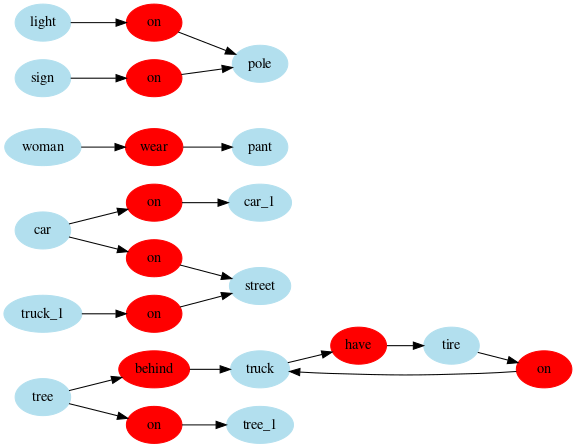 light
on
sign
on
pole
woman
wear
pant
car
on
car_1
on
street
truck_1
on
tree
behind
truck
have
tire
on
on
tree_1